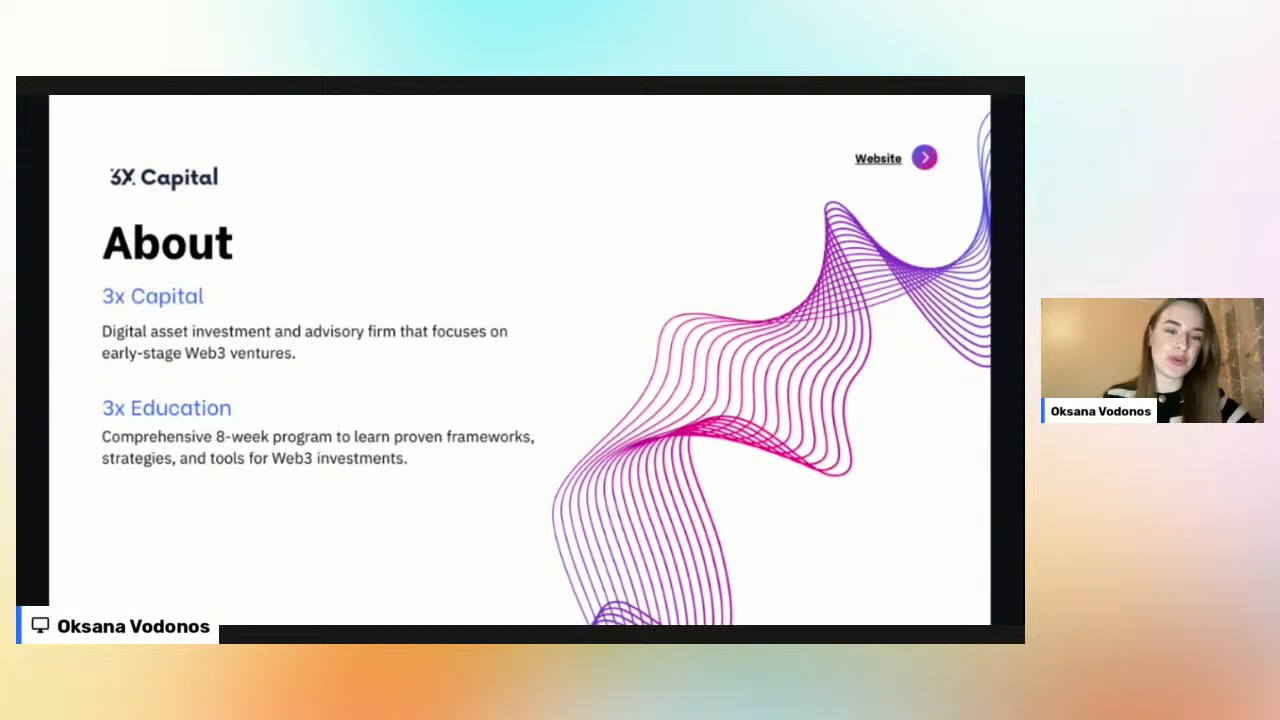 3X Capital
Website
About
3x Capital
Digital asset investment and advisory firm that focuses on
early-stage Web3 ventures.
3x Education
Comprehensive 8-week program to learn proven frameworks,
strategies, and tools for Web3 investments.
Oksana Vodonos
Oksana Vodonos